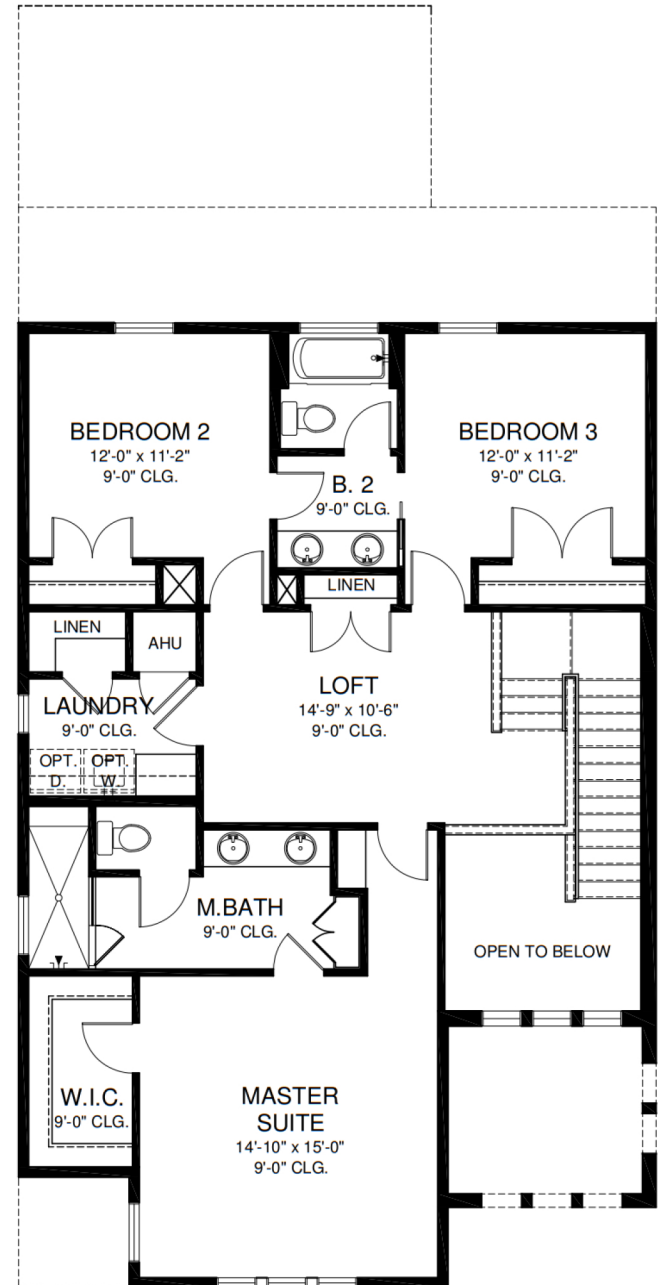 BEDROOM 2
12'-0" x 11'-2"
9'-0" CLG.
BEDROOM 3
12'-0" x 11'-2"
9'-0" CLG.
B. 2
9'-0" CLG.
LINEN
LINEN
AHU
LAUNDRY
9'-0" CLG.
OPT.
D.
OPT.
W.
LOFT
14'-9" x 10'-6"
9'-0" CLG.
M.BATH
9'-0" CLG.
OPEN TO BELOW
W.I.C.
9'-0" CLG.
MASTER
SUITE
14'-10" x 15'-0"
9'-0" CLG.